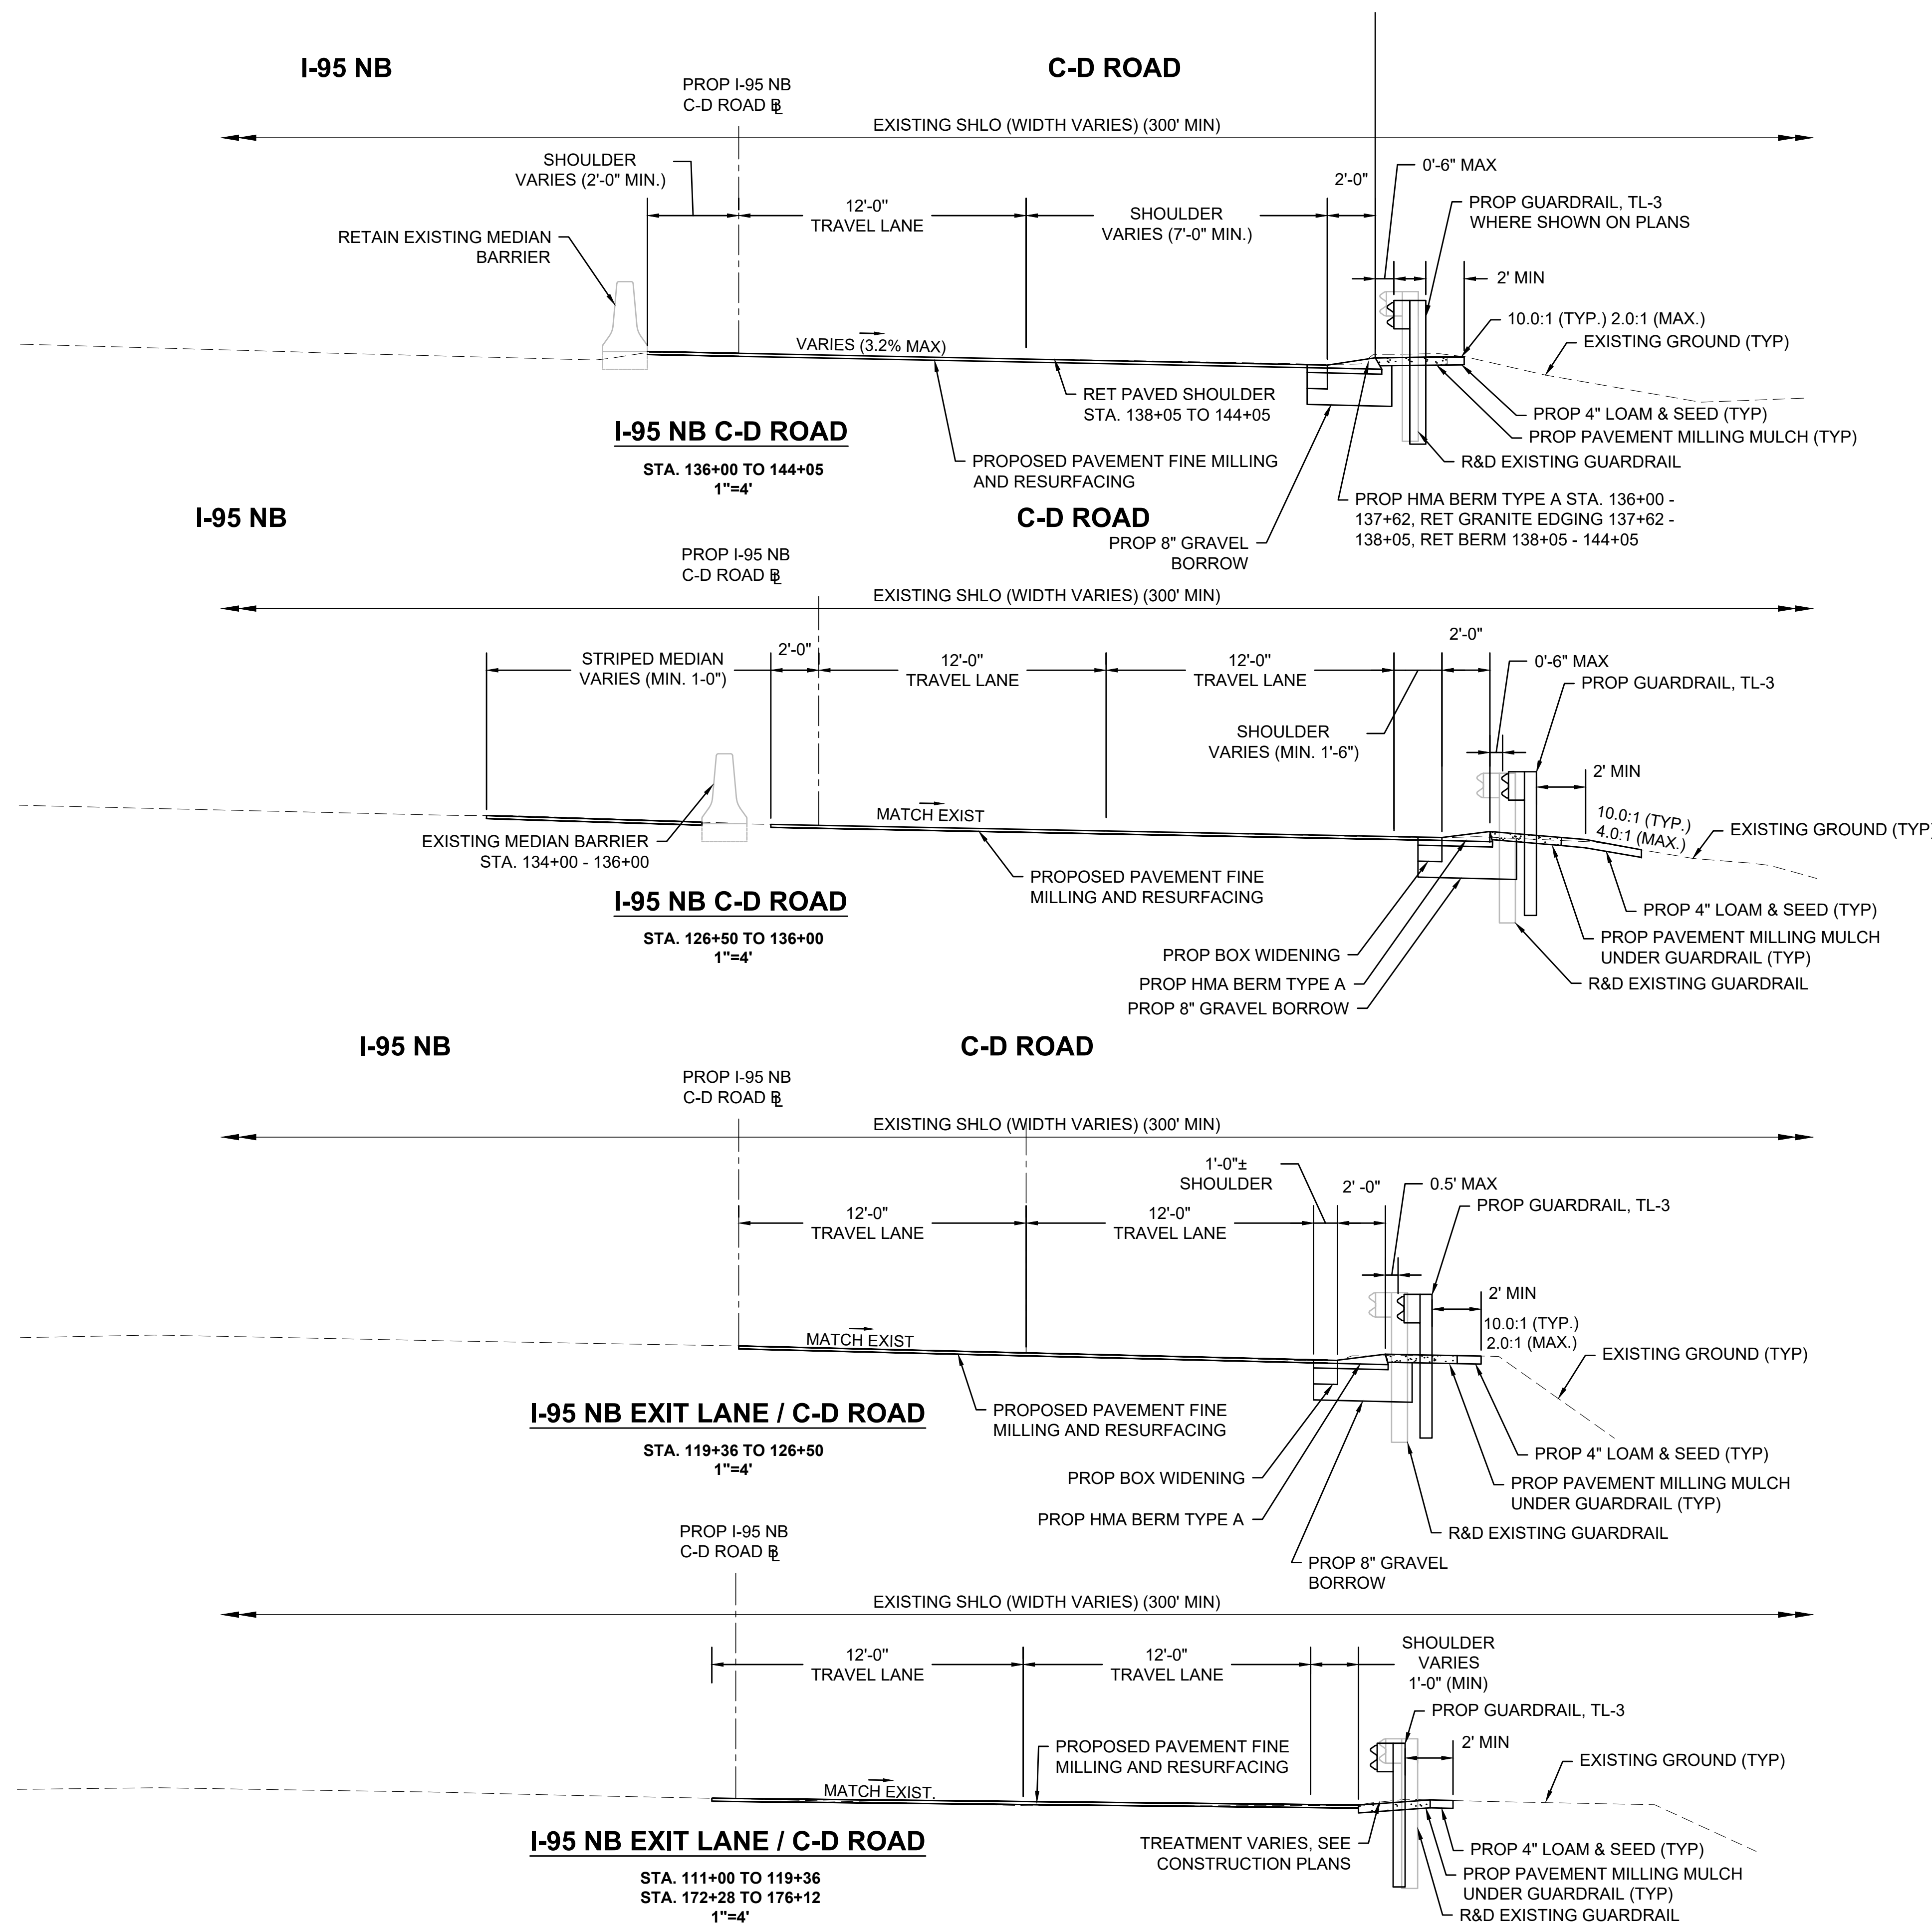 I-95 NB
C-D ROAD
PROP I-95 NB
C-D ROAD BL
EXISTING SHLO (WIDTH VARIES) (300' MIN)
SHOULDER
VARIES (2'-0" MIN.)
12'-0"
TRAVEL LANE
SHOULDER
VARIES (7'-0" MIN.)
2'-0"
0'-6" MAX
PROP GUARDRAIL, TL-3
WHERE SHOWN ON PLANS
RETAIN EXISTING MEDIAN
BARRIER
2' MIN
10.0:1 (TYP.) 2.0:1 (MAX.)
EXISTING GROUND (TYP)
VARIES (3.2% MAX)
RET PAVED SHOULDER
STA. 138+05 TO 144+05
PROP 4" LOAM & SEED (TYP)
PROP PAVEMENT MILLING MULCH (TYP)
R&D EXISTING GUARDRAIL
I-95 NB C-D ROAD
STA. 136+00 TO 144+05
1"=4'
PROPOSED PAVEMENT FINE MILLING
AND RESURFACING
PROP HMA BERM TYPE A STA. 136+00 -
137+62, RET GRANITE EDGING 137+62 -
138+05, RET BERM 138+05 - 144+05
PROP 8" GRAVEL
BORROW
I-95 NB
C-D ROAD
PROP I-95 NB
C-D ROAD BL
EXISTING SHLO (WIDTH VARIES) (300' MIN)
STRIPED MEDIAN
VARIES (MIN. 1-0")
2'-0"
12'-0"
TRAVEL LANE
12'-0"
TRAVEL LANE
2'-0"
0'-6" MAX
PROP GUARDRAIL, TL-3
SHOULDER
VARIES (MIN. 1'-6")
2' MIN
10.0:1 (TYP.)
4.0:1 (MAX.)
EXISTING GROUND (TYP)
MATCH EXIST
EXISTING MEDIAN BARRIER
STA. 134+00 - 136+00
PROPOSED PAVEMENT FINE
MILLING AND RESURFACING
I-95 NB C-D ROAD
STA. 126+50 TO 136+00
1"=4'
PROP 4" LOAM & SEED (TYP)
PROP PAVEMENT MILLING MULCH
UNDER GUARDRAIL (TYP)
R&D EXISTING GUARDRAIL
PROP BOX WIDENING
PROP HMA BERM TYPE A
PROP 8" GRAVEL BORROW
I-95 NB
C-D ROAD
PROP I-95 NB
C-D ROAD BL
EXISTING SHLO (WIDTH VARIES) (300' MIN)
12'-0"
TRAVEL LANE
12'-0"
TRAVEL LANE
1'-0"±
SHOULDER
2' -0"
0.5' MAX
PROP GUARDRAIL, TL-3
2' MIN
10.0:1 (TYP.)
2.0:1 (MAX.)
EXISTING GROUND (TYP)
MATCH EXIST
PROPOSED PAVEMENT FINE
MILLING AND RESURFACING
I-95 NB EXIT LANE / C-D ROAD
STA. 119+36 TO 126+50
1"=4'
PROP 4" LOAM & SEED (TYP)
PROP PAVEMENT MILLING MULCH
UNDER GUARDRAIL (TYP)
R&D EXISTING GUARDRAIL
PROP BOX WIDENING
PROP HMA BERM TYPE A
PROP 8" GRAVEL
BORROW
PROP I-95 NB
C-D ROAD BL
EXISTING SHLO (WIDTH VARIES) (300' MIN)
12'-0"
TRAVEL LANE
12'-0"
TRAVEL LANE
SHOULDER
VARIES
1'-0" (MIN)
PROP GUARDRAIL, TL-3
2' MIN
EXISTING GROUND (TYP)
PROPOSED PAVEMENT FINE
MILLING AND RESURFACING
MATCH EXIST.
I-95 NB EXIT LANE / C-D ROAD
STA. 111+00 TO 119+36
STA. 172+28 TO 176+12
1"=4'
TREATMENT VARIES, SEE
CONSTRUCTION PLANS
PROP 4" LOAM & SEED (TYP)
PROP PAVEMENT MILLING MULCH
UNDER GUARDRAIL (TYP)
R&D EXISTING GUARDRAIL